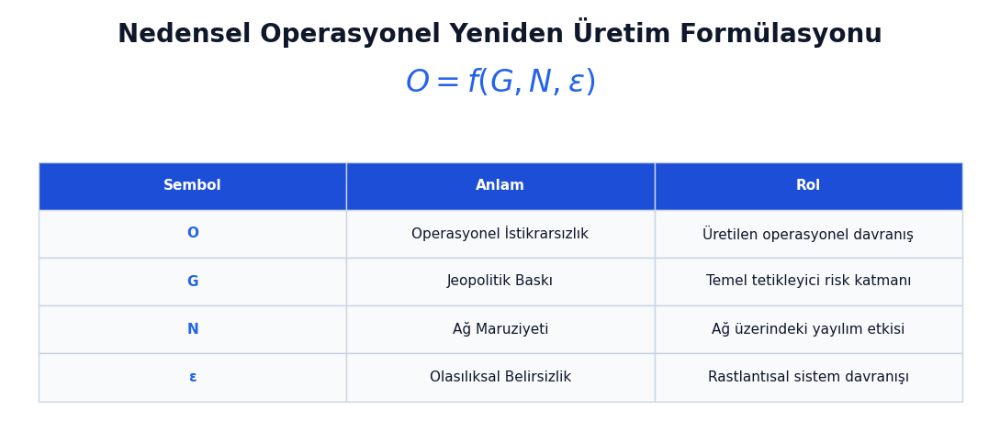 Nedensel Operasyonel Yeniden Üretim Formülasyonu
O = f(G, N, ε)
Sembol Anlam Rol
O Operasyonel İstikrarsızlık Üretilen operasyonel davranış
G Jeopolitik Baskı Temel tetikleyici risk katmanı
N Ağ Maruziyeti Ağ üzerindeki yayılım etkisi
ε Olasılıksal Belirsizlik Rastlantısal sistem davranışı